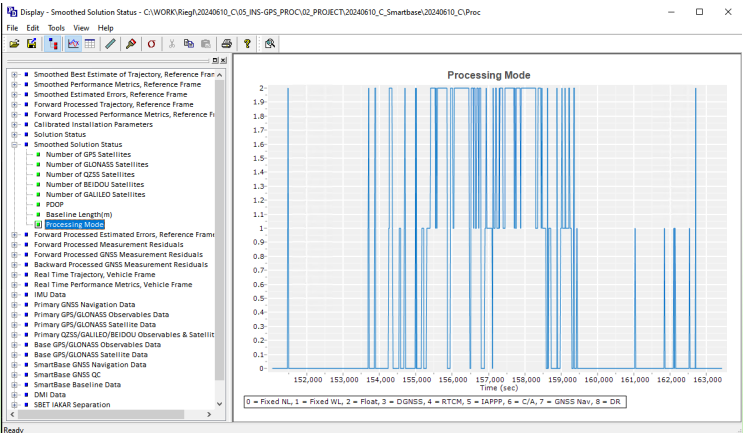 Display - Smoothed Solution Status - C:\WORK\Riegl\20240610_C\05_INS-GPS_PROC\02_PROJECT\20240610_C_Smartbase\20240610_C\Proc
File Edit Tools View Help
Smoothed Best Estimate of Trajectory, Reference Fran
Smoothed Performance Metrics, Reference Frame
Smoothed Estimated Errors, Reference Frame
Forward Processed Trajectory, Reference Frame
Forward Processed Performance Metrics, Reference Fr
Calibrated Installation Parameters
Solution Status
Smoothed Solution Status
Number of GPS Satellites
Number of GLONASS Satellites
Number of QZSS Satellites
Number of BEIDOU Satellites
Number of GALILEO Satellites
PDOP
Baseline Length(m)
Processing Mode
Forward Processed Estimated Errors, Reference Frame
Forward Processed Measurement Residuals
Forward Processed GNSS Measurement Residuals
Backward Processed GNSS Measurement Residuals
Real Time Trajectory, Vehicle Frame
Real Time Performance Metrics, Vehicle Frame
IMU Data
Primary GNSS Navigation Data
Primary GPS/GLONASS Observables Data
Primary GPS/GLONASS Satellite Data
Primary QZSS/GALILEO/BEIDOU Observables & Satellit
Base GPS/GLONASS Observables Data
Base GPS/GLONASS Satellite Data
SmartBase GNSS Navigation Data
SmartBase GNSS QC
SmartBase Baseline Data
DMI Data
SBET IAKAR Separation
Processing Mode
2
1.9
1.8
1.7
1.6
1.5
1.4
1.3
1.2
1.1
1
0.9
0.8
0.7
0.6
0.5
0.4
0.3
0.2
0.1
0
152,000 153,000 154,000 155,000 156,000 157,000 158,000 159,000 160,000 161,000 162,000 163,000
Time (sec)
0 = Fixed NL, 1 = Fixed WL, 2 = Float, 3 = DGNSS, 4 = RTCM, 5 = IAPPP, 6 = C/A, 7 = GNSS Nav, 8 = DR
Ready